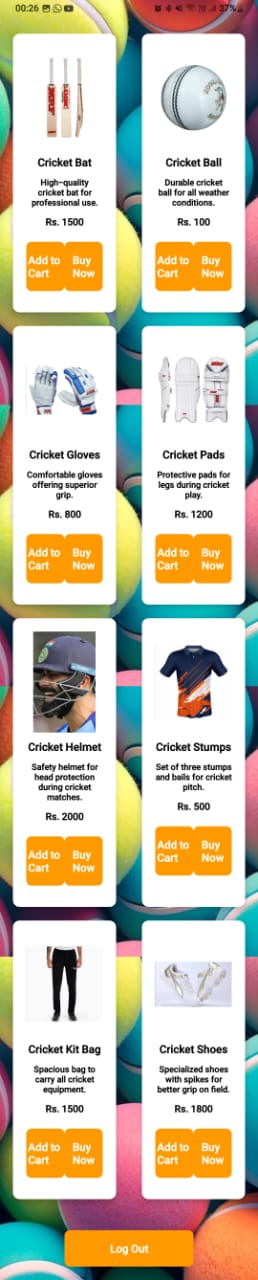 00:26 37%
Cricket Bat
High-quality
cricket bat for
professional use.
Rs. 1500
Add to Cart Buy Now
Cricket Ball
Durable cricket
ball for all weather
conditions.
Rs. 100
Add to Cart Buy Now
Cricket Gloves
Comfortable gloves
offering superior
grip.
Rs. 800
Add to Cart Buy Now
Cricket Pads
Protective pads for
legs during cricket
play.
Rs. 1200
Add to Cart Buy Now
Cricket Helmet
Safety helmet for
head protection
during cricket
matches.
Rs. 2000
Add to Cart Buy Now
Cricket Stumps
Set of three stumps
and bails for cricket
pitch.
Rs. 500
Add to Cart Buy Now
Cricket Kit Bag
Spacious bag to
carry all cricket
equipment.
Rs. 1500
Add to Cart Buy Now
Cricket Shoes
Specialized shoes
with spikes for
better grip on field.
Rs. 1800
Add to Cart Buy Now
Log Out